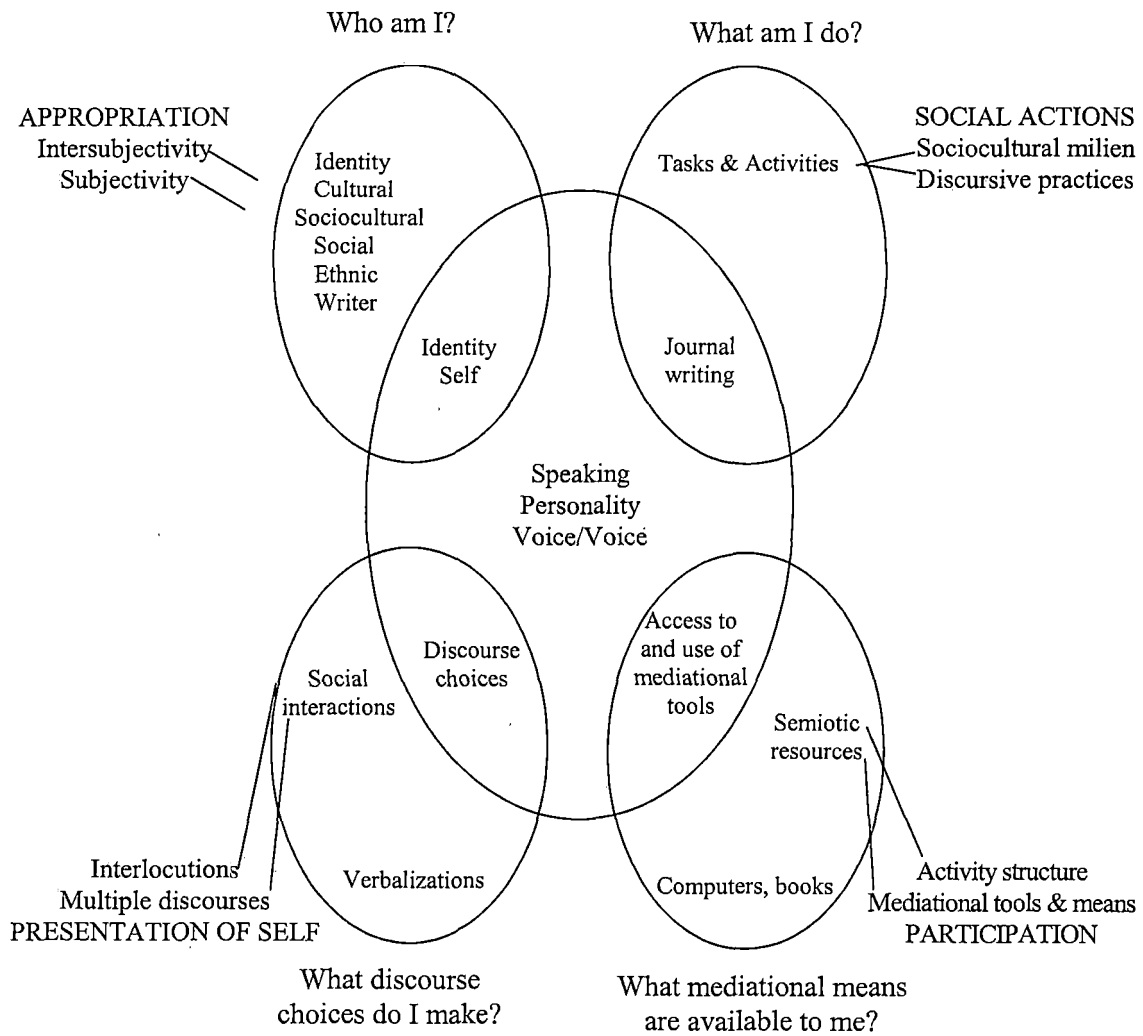 Who am I?
What am I do?
APPROPRIATION
Intersubjectivity
Subjectivity
SOCIAL ACTIONS
Sociocultural milien
Discursive practices
Identity
Cultural
Sociocultural
Social
Ethnic
Writer
Tasks & Activities
Identity
Self
Journal
writing
Speaking
Personality
Voice/Voice
Social
interactions
Discourse
choices
Access to
and use of
mediational
tools
Semiotic
resources
Interlocutions
Multiple discourses
PRESENTATION OF SELF
Verbalizations
Computers, books
Activity structure
Mediational tools & means
PARTICIPATION
What discourse
choices do I make?
What mediational means
are available to me?